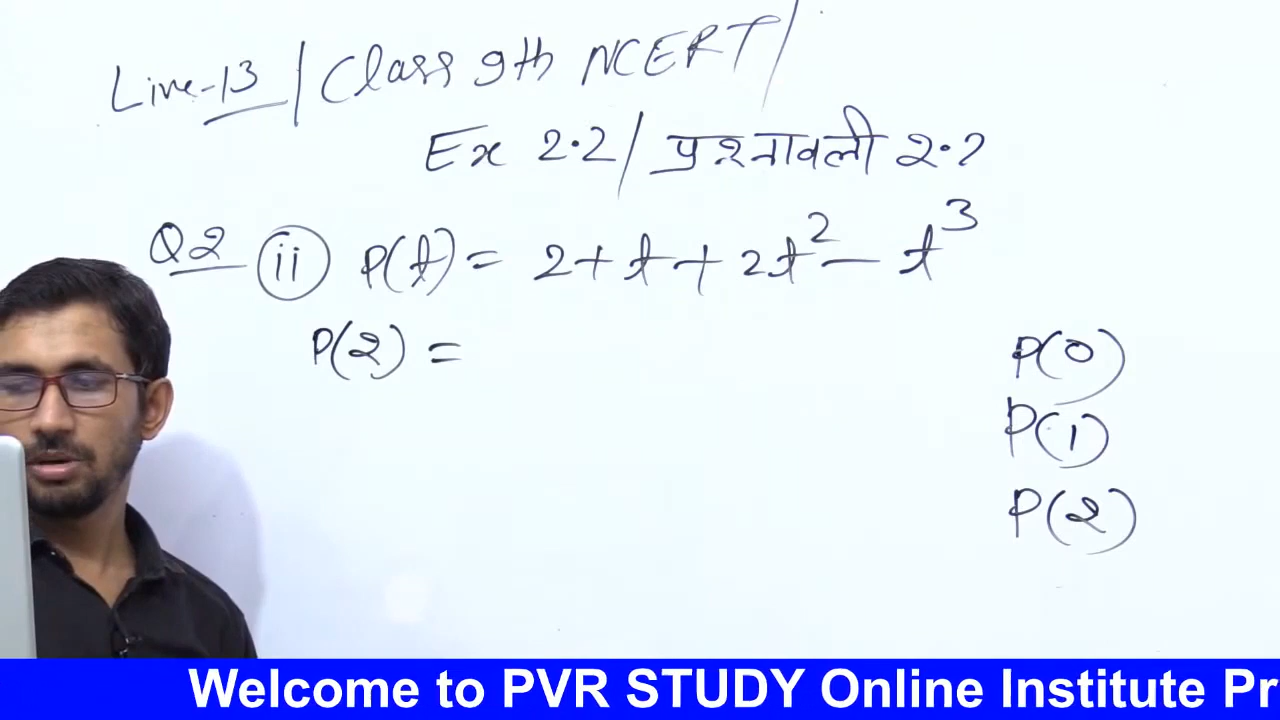 Live-13 / Class 9th NCERT /
Ex 2.2 / प्रश्नावली 2.2
Q2 (ii) P(t) = 2 + t + 2t² - t³
P(2) =
P(0)
P(1)
P(2)
Welcome to PVR STUDY Online Institute Pr